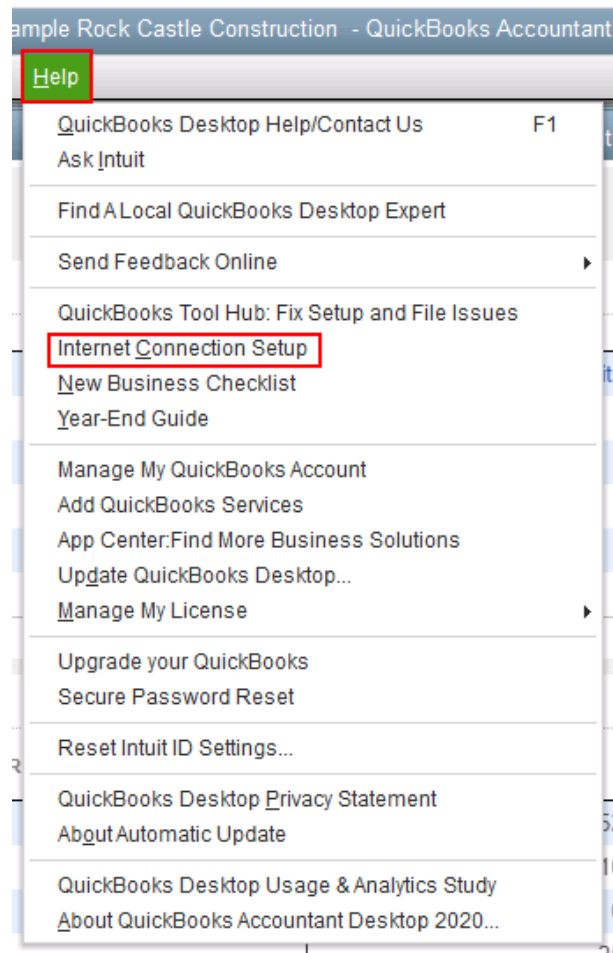 ample Rock Castle Construction - QuickBooks Accountant
Help
QuickBooks Desktop Help/Contact Us F1
Ask Intuit
Find A Local QuickBooks Desktop Expert
Send Feedback Online
QuickBooks Tool Hub: Fix Setup and File Issues
Internet Connection Setup
New Business Checklist
Year-End Guide
Manage My QuickBooks Account
Add QuickBooks Services
App Center:Find More Business Solutions
Update QuickBooks Desktop...
Manage My License
Upgrade your QuickBooks
Secure Password Reset
Reset Intuit ID Settings...
QuickBooks Desktop Privacy Statement
About Automatic Update
QuickBooks Desktop Usage & Analytics Study
About QuickBooks Accountant Desktop 2020...